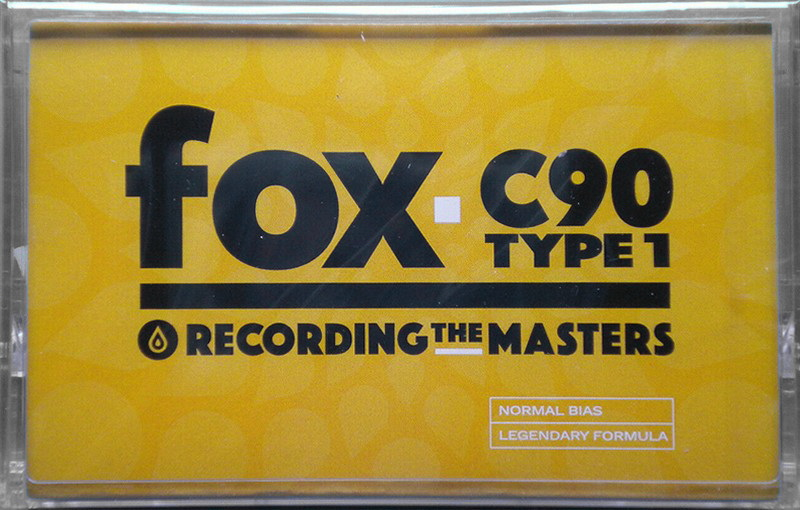 fox C90
TYPE 1
RECORDING THE MASTERS
NORMAL BIAS
LEGENDARY FORMULA